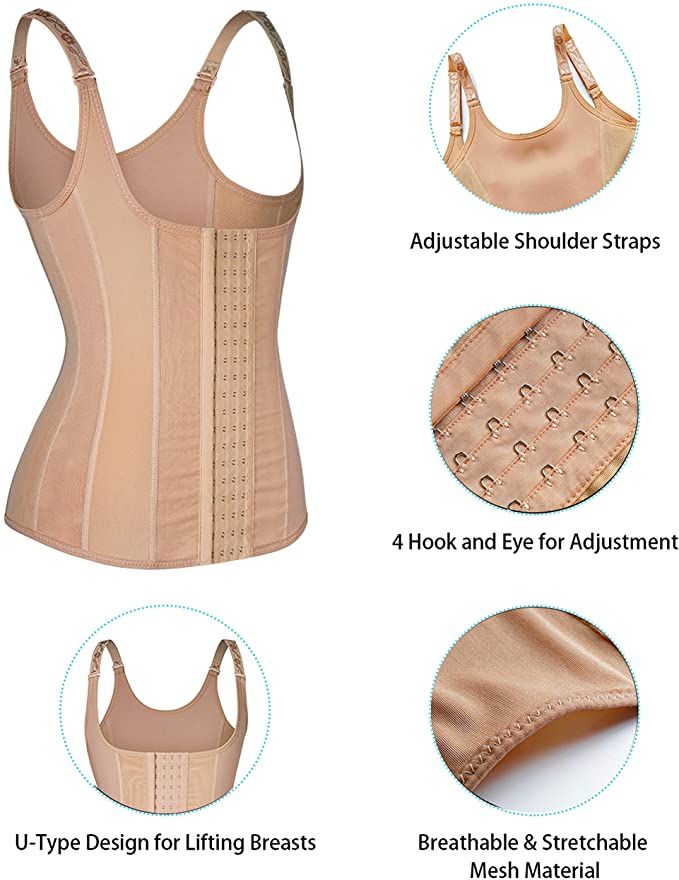 Adjustable Shoulder Straps
4 Hook and Eye for Adjustment
U-Type Design for Lifting Breasts
Breathable & Stretchable
Mesh Material